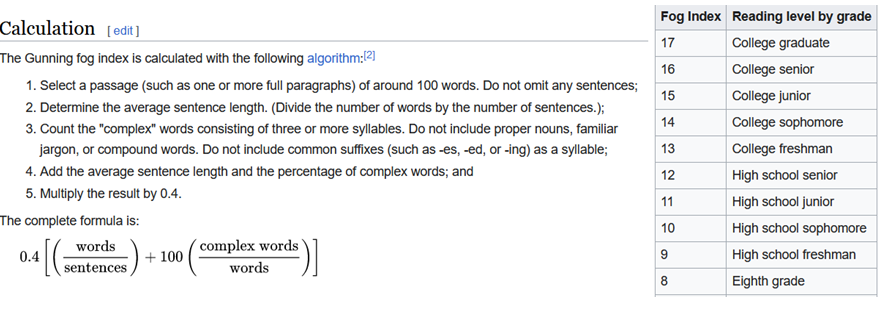 Calculation [ edit ]
The Gunning fog index is calculated with the following algorithm:[2]
1. Select a passage (such as one or more full paragraphs) of around 100 words. Do not omit any sentences;
2. Determine the average sentence length. (Divide the number of words by the number of sentences.);
3. Count the "complex" words consisting of three or more syllables. Do not include proper nouns, familiar
jargon, or compound words. Do not include common suffixes (such as -es, -ed, or -ing) as a syllable;
4. Add the average sentence length and the percentage of complex words; and
5. Multiply the result by 0.4.
The complete formula is:
0.4 [ ( words / sentences ) + 100 ( complex words / words ) ]
Fog Index Reading level by grade
17 College graduate
16 College senior
15 College junior
14 College sophomore
13 College freshman
12 High school senior
11 High school junior
10 High school sophomore
9 High school freshman
8 Eighth grade